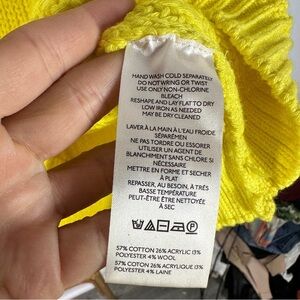 HAND WASH COLD SEPARATELY
DO NOT WRING OR TWIST
USE ONLY NON-CHLORINE
BLEACH
RESHAPE AND LAY FLAT TO DRY
LOW IRON AS NEEDED
MAY BE DRY CLEANED
LAVER À LA MAIN À L'EAU FROIDE
SÉPARÉMEN
NE PAS TORDRE OU ESSORER
UTILISER UN AGENT DE
BLANCHIMENT SANS CHLORE SI
NÉCESSAIRE
METTRE EN FORME ET SECHER
À PLAT
REPASSER, AU BESOIN, À TRÈS
BASSE TEMPÉRATURE
PEUT-ÊTRE ÊTRE NETTOYÉE
À SEC
57% COTTON 26% ACRYLIC 13%
POLYESTER 4% WOOL
57% COTTON 26% ACRYLIQUE 13%
POLYESTER 4% LAINE